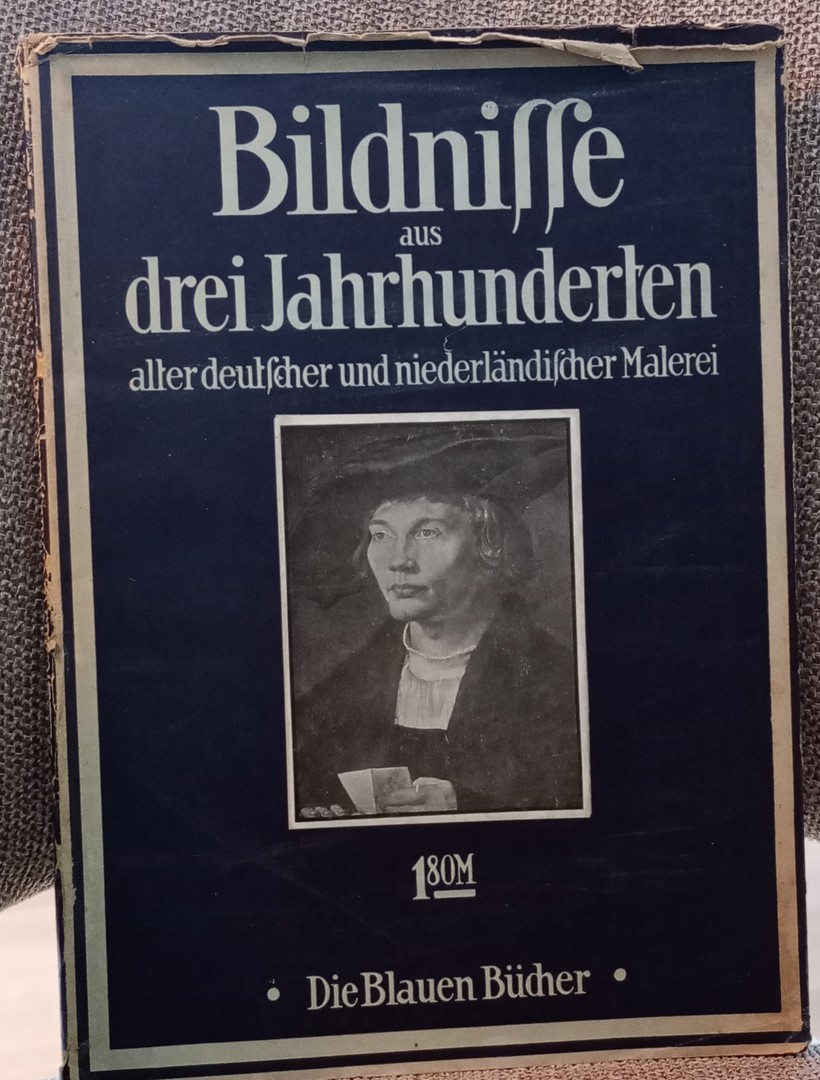 Bildniſſe
aus
drei Jahrhunderten
alter deutſcher und niederländiſcher Malerei
1 80M
• Die Blauen Bücher •